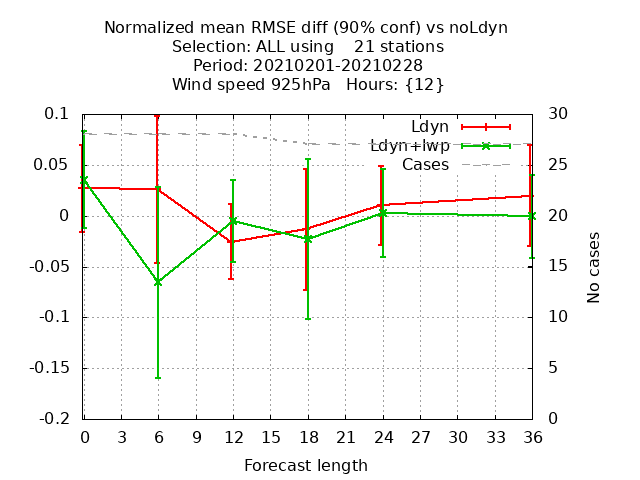 Normalized mean RMSE diff (90% conf) vs noLdyn
Selection: ALL using 21 stations
Period: 20210201-20210228
Wind speed 925hPa Hours: {12}
0.1
0.05
0
-0.05
-0.1
-0.15
-0.2
Ldyn
Ldyn+lwp
Cases
30
25
20
15
10
5
0
No cases
0 3 6 9 12 15 18 21 24 27 30 33 36
Forecast length